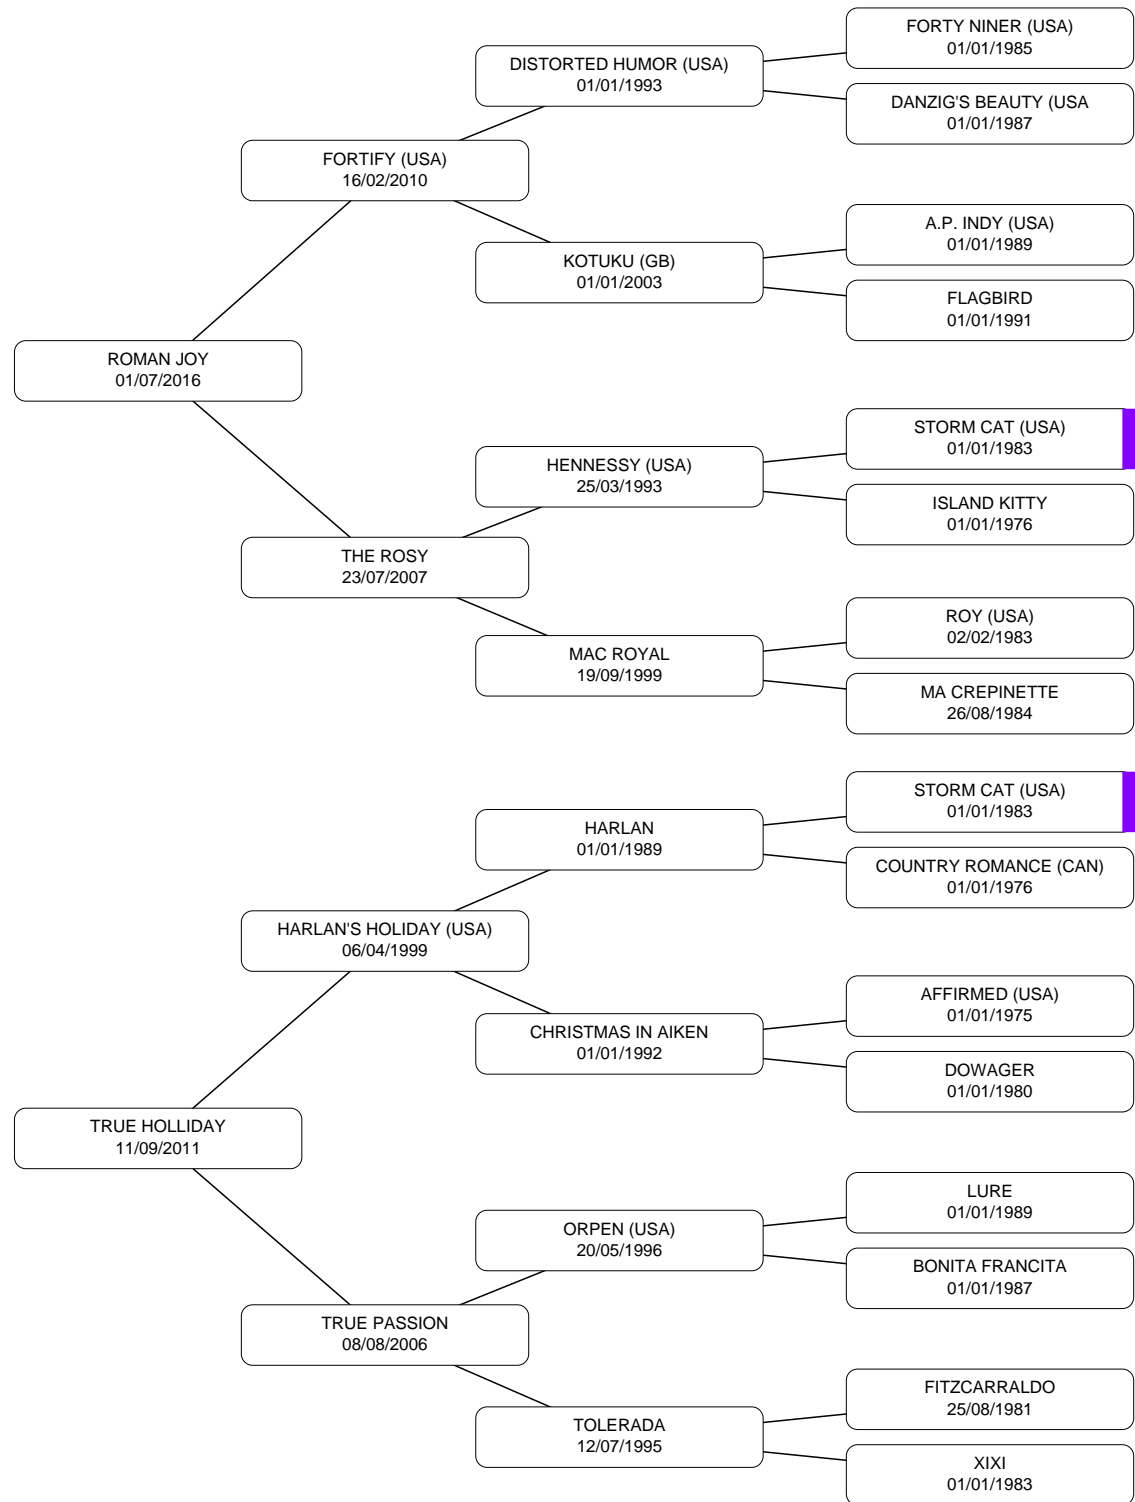 FORTY NINER (USA)
01/01/1985
DISTORTED HUMOR (USA)
01/01/1993
DANZIG'S BEAUTY (USA
01/01/1987
FORTIFY (USA)
16/02/2010
A.P. INDY (USA)
01/01/1989
KOTUKU (GB)
01/01/2003
FLAGBIRD
01/01/1991
ROMAN JOY
01/07/2016
STORM CAT (USA)
01/01/1983
HENNESSY (USA)
25/03/1993
ISLAND KITTY
01/01/1976
THE ROSY
23/07/2007
ROY (USA)
02/02/1983
MAC ROYAL
19/09/1999
MA CREPINETTE
26/08/1984
STORM CAT (USA)
01/01/1983
HARLAN
01/01/1989
COUNTRY ROMANCE (CAN)
01/01/1976
HARLAN'S HOLIDAY (USA)
06/04/1999
AFFIRMED (USA)
01/01/1975
CHRISTMAS IN AIKEN
01/01/1992
DOWAGER
01/01/1980
TRUE HOLLIDAY
11/09/2011
LURE
01/01/1989
ORPEN (USA)
20/05/1996
BONITA FRANCITA
01/01/1987
TRUE PASSION
08/08/2006
FITZCARRALDO
25/08/1981
TOLERADA
12/07/1995
XIXI
01/01/1983